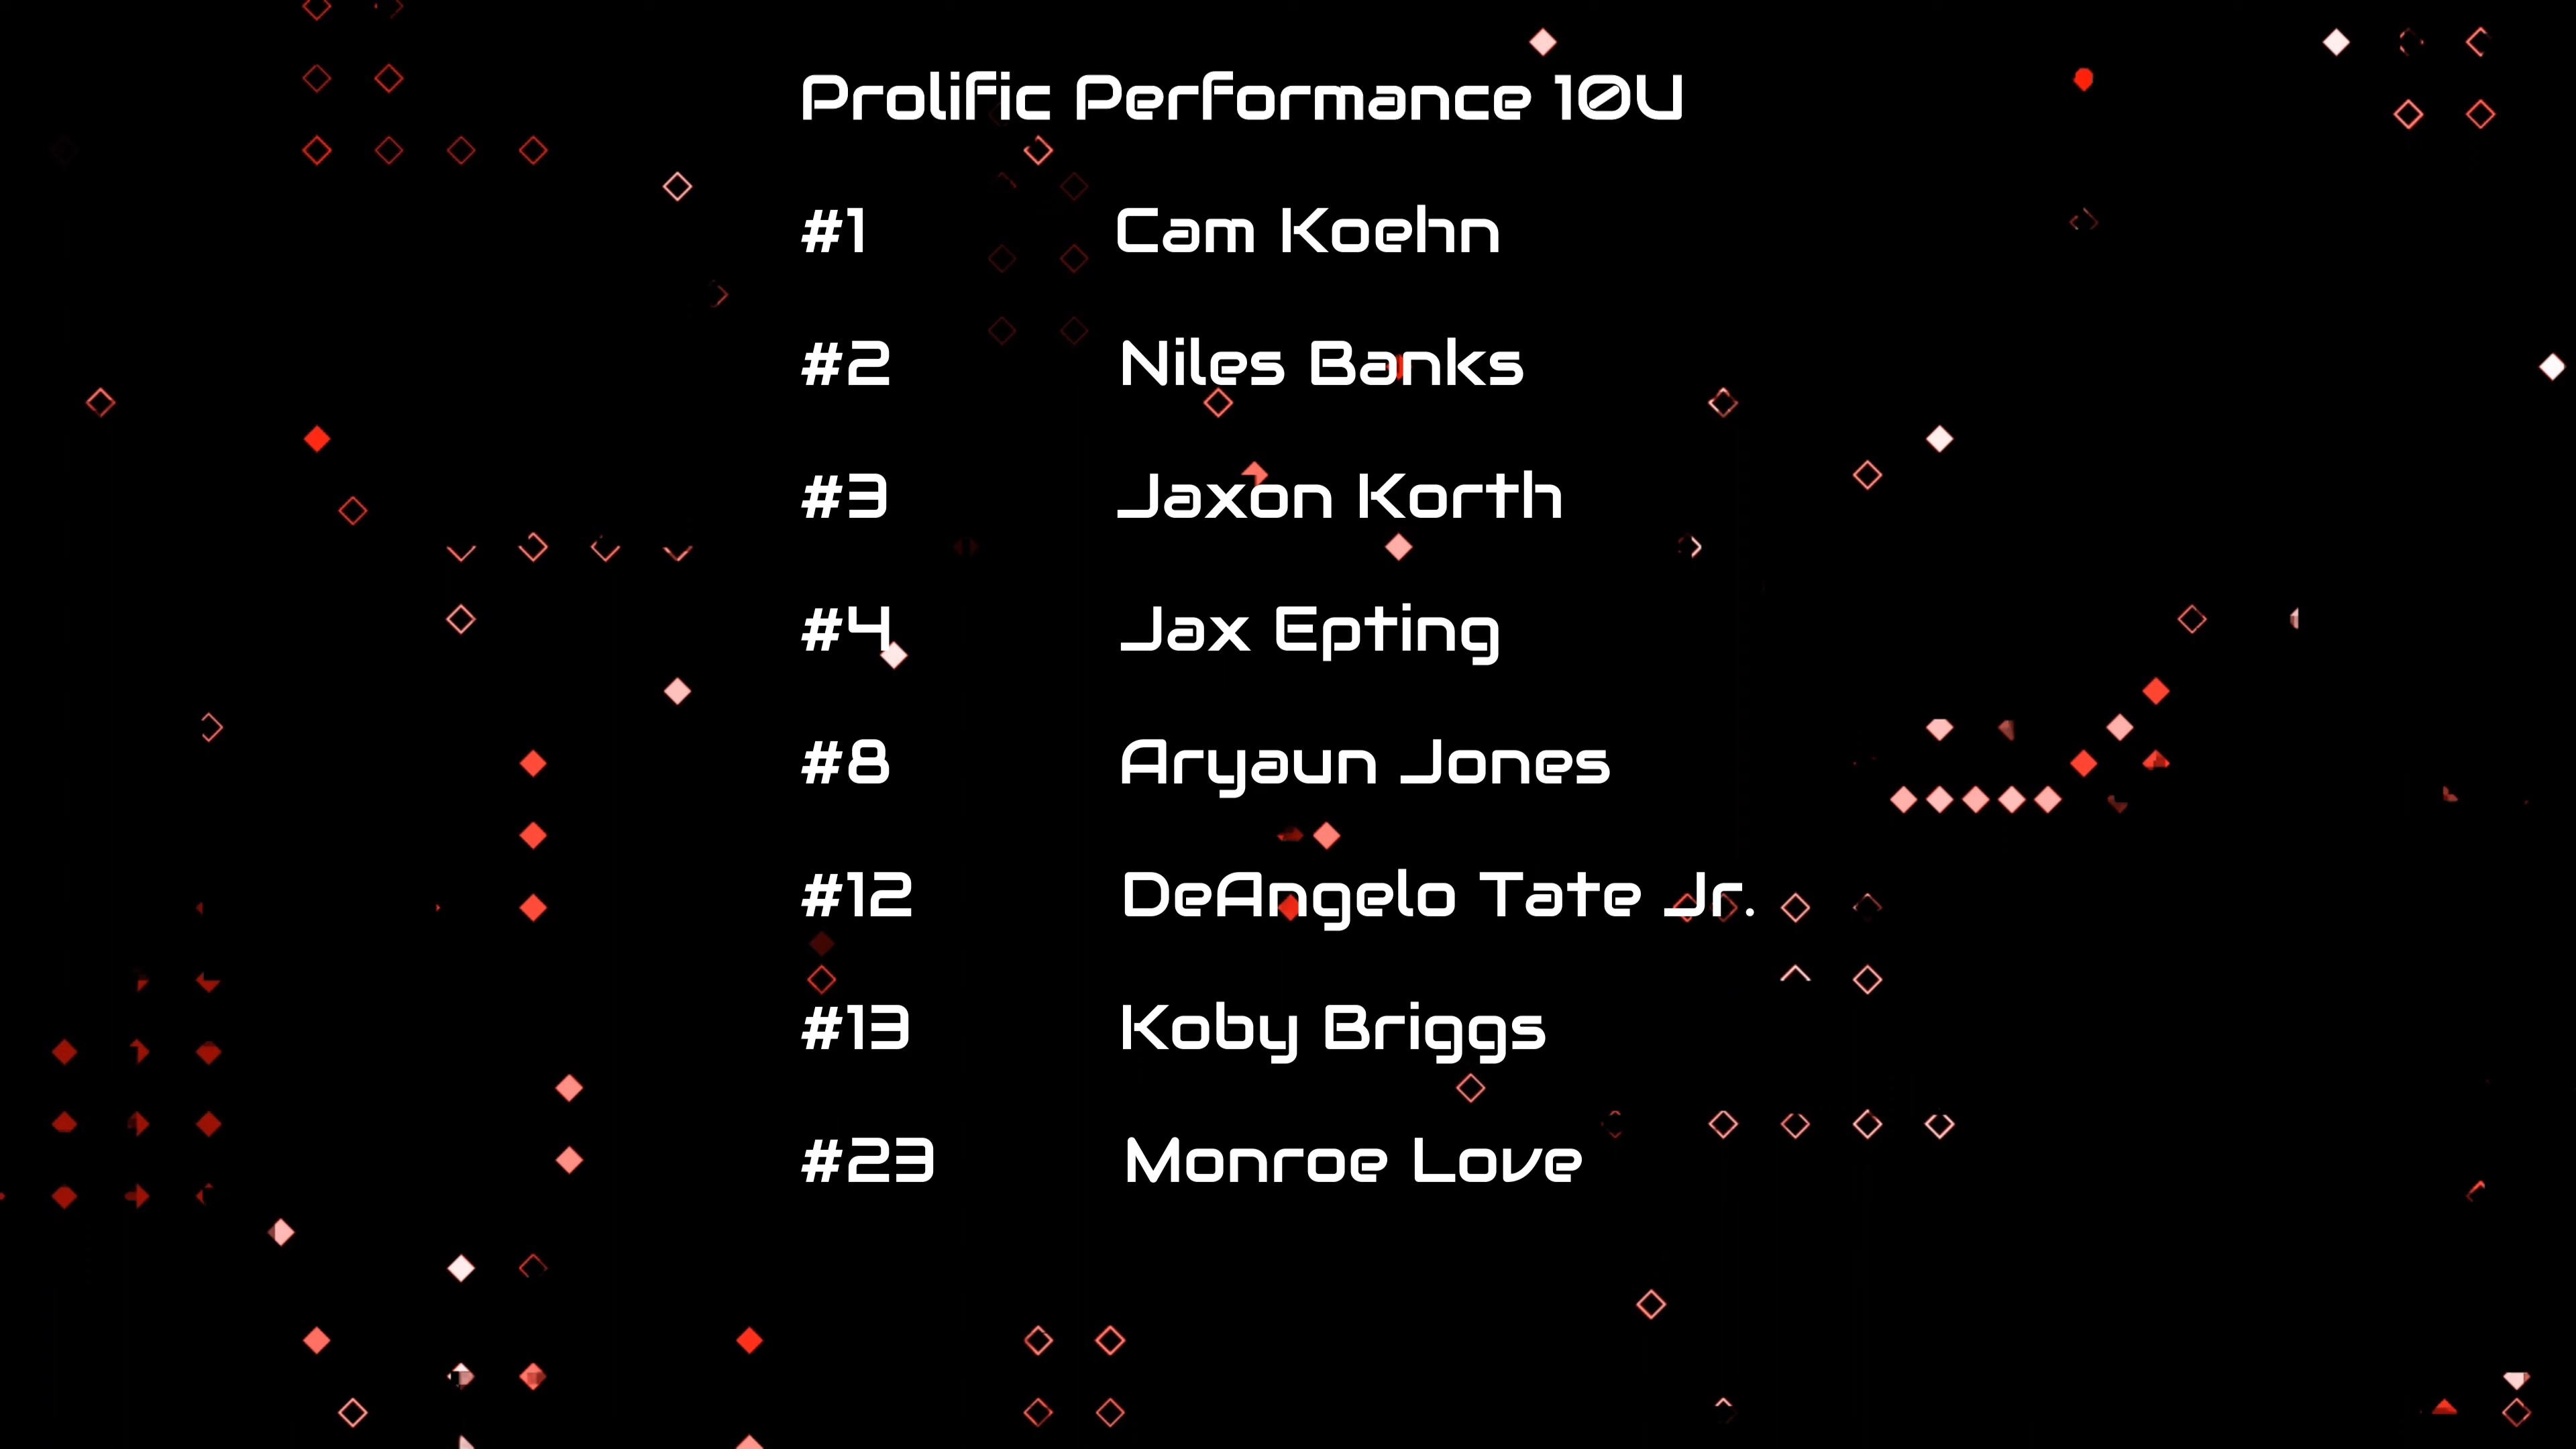 Prolific Performance 10U
#1 Cam Koehn
#2 Niles Banks
#3 Jaxon Korth
#4 Jax Epting
#8 Aryaun Jones
#12 DeAngelo Tate Jr.
#13 Koby Briggs
#23 Monroe Love